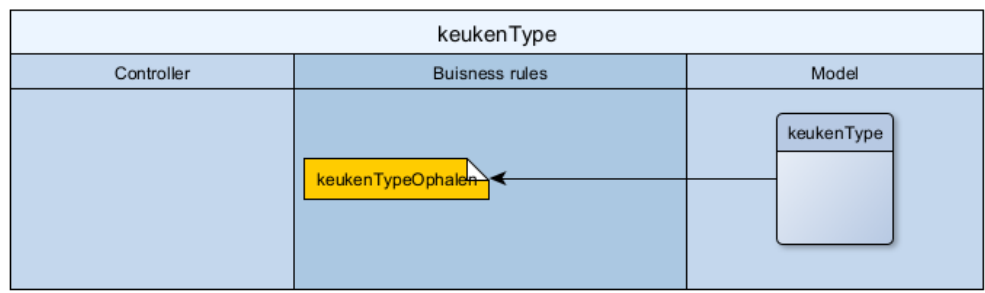 keukenType
Controller
Buisness rules
Model
keukenType
keukenTypeOphalen